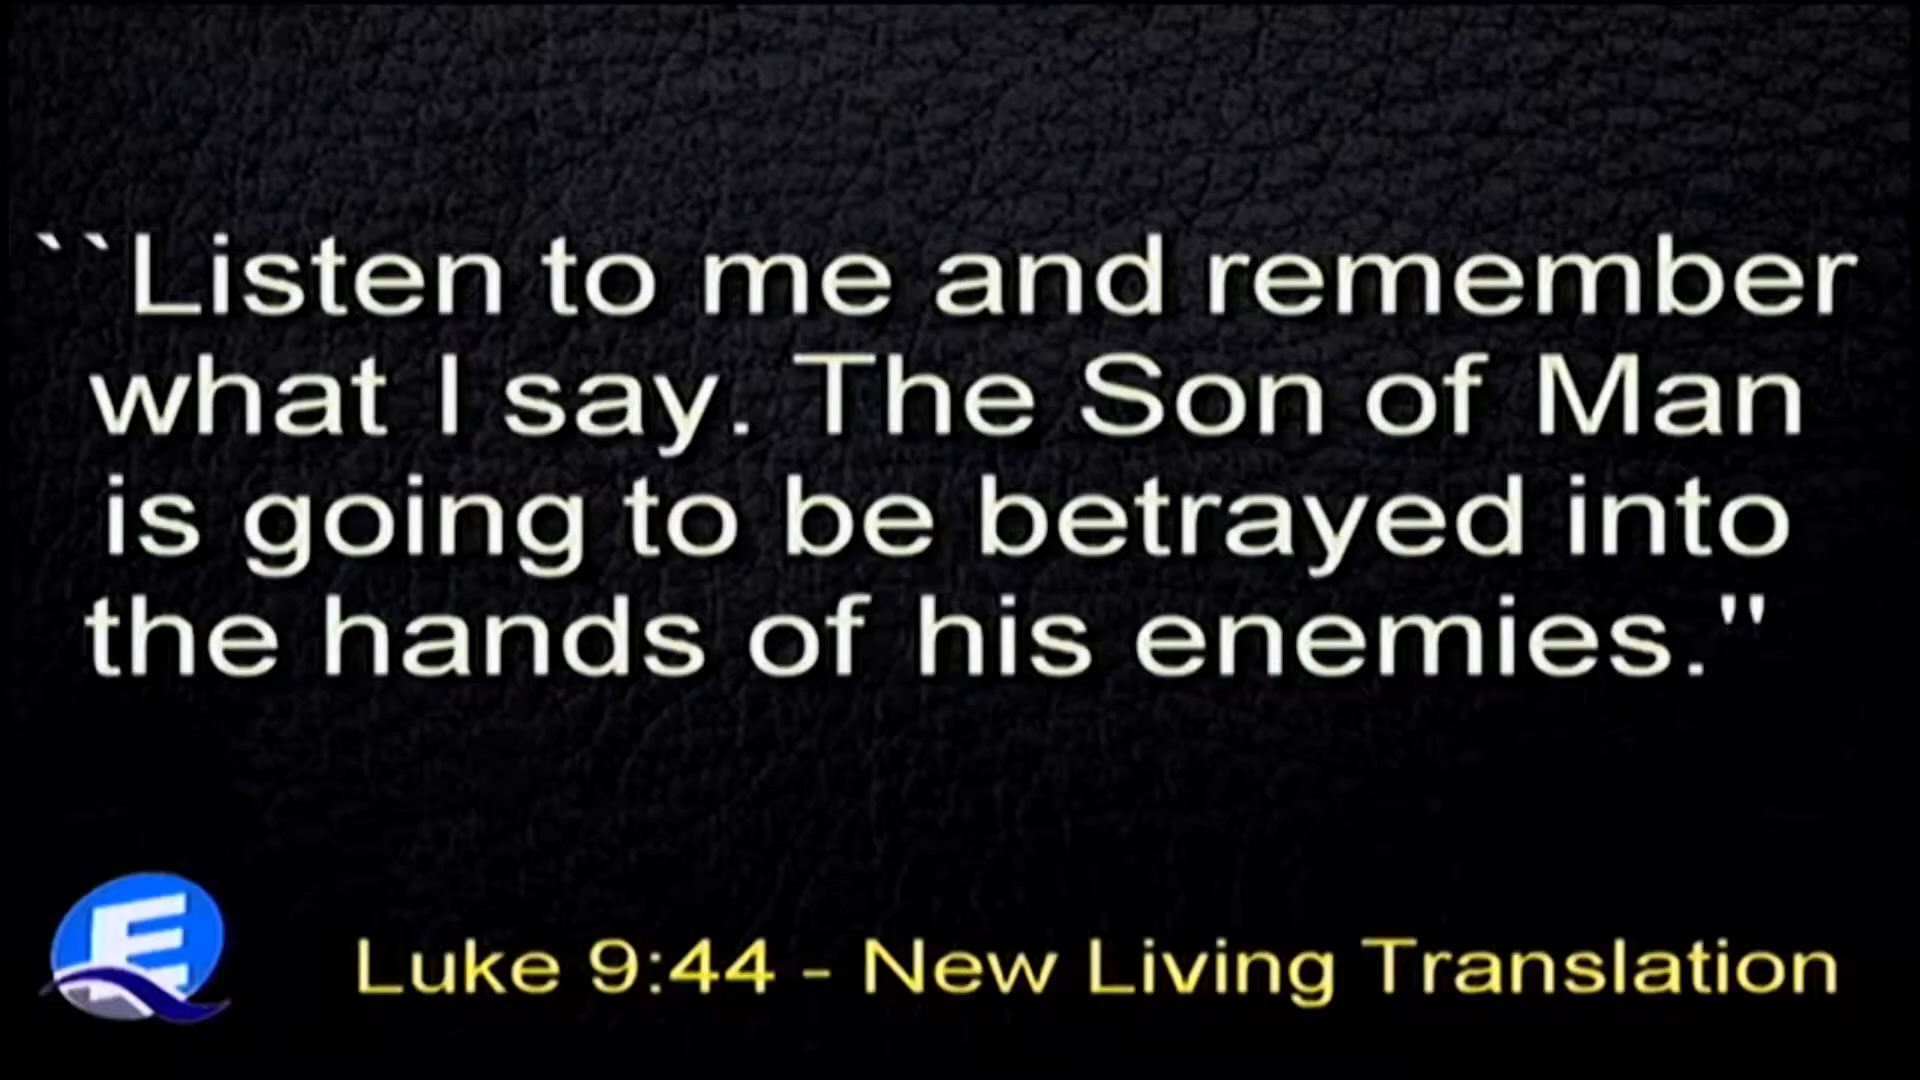 ``Listen to me and remember
what I say. The Son of Man
is going to be betrayed into
the hands of his enemies.''
E
Luke 9:44 - New Living Translation